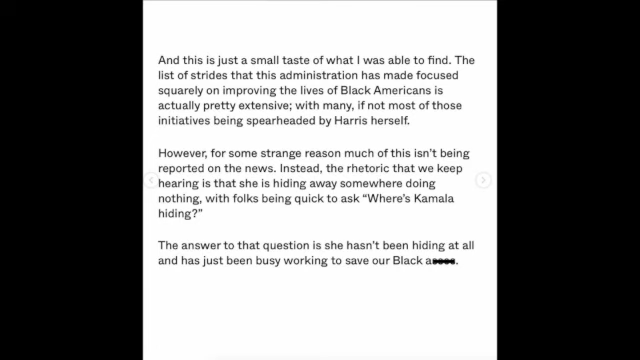 And this is just a small taste of what I was able to find. The
list of strides that this administration has made focused
squarely on improving the lives of Black Americans is
actually pretty extensive; with many, if not most of those
initiatives being spearheaded by Harris herself.
However, for some strange reason much of this isn't being
reported on the news. Instead, the rhetoric that we keep
hearing is that she is hiding away somewhere doing
nothing, with folks being quick to ask “Where's Kamala
hiding?”
The answer to that question is she hasn't been hiding at all
and has just been busy working to save our Black a